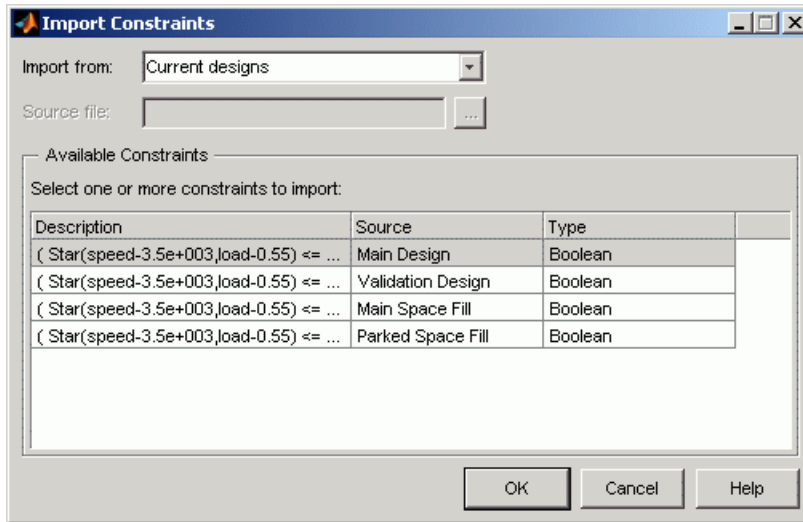 Import Constraints
Import from: Current designs
Source file: ...
Available Constraints
Select one or more constraints to import:
Description Source Type
( Star(speed-3.5e+003,load-0.55) <= ... Main Design Boolean
( Star(speed-3.5e+003,load-0.55) <= ... Validation Design Boolean
( Star(speed-3.5e+003,load-0.55) <= ... Main Space Fill Boolean
( Star(speed-3.5e+003,load-0.55) <= ... Parked Space Fill Boolean
OK Cancel Help